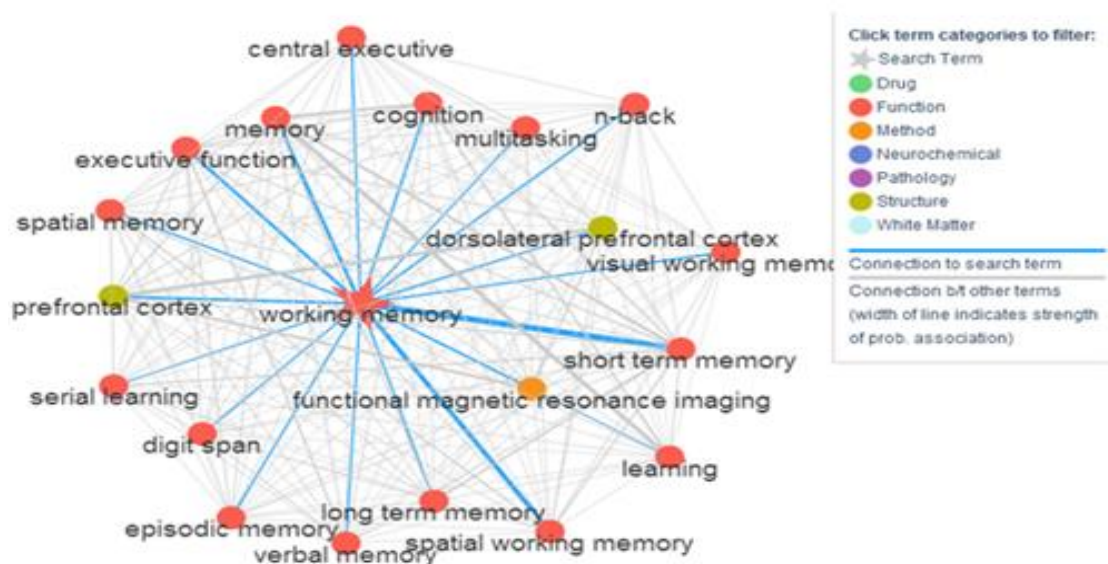 central executive
memory
cognition
multitasking
n-back
executive function
spatial memory
dorsolateral prefrontal cortex
visual working memo
prefrontal cortex
working memory
short term memory
serial learning
functional magnetic resonance imaging
digit span
learning
episodic memory
long term memory
verbal memory
spatial working memory
Click term categories to filter:
Search Term
Drug
Function
Method
Neurochemical
Pathology
Structure
White Matter
Connection to search term
Connection b/t other terms
(width of line indicates strength
of prob. association)